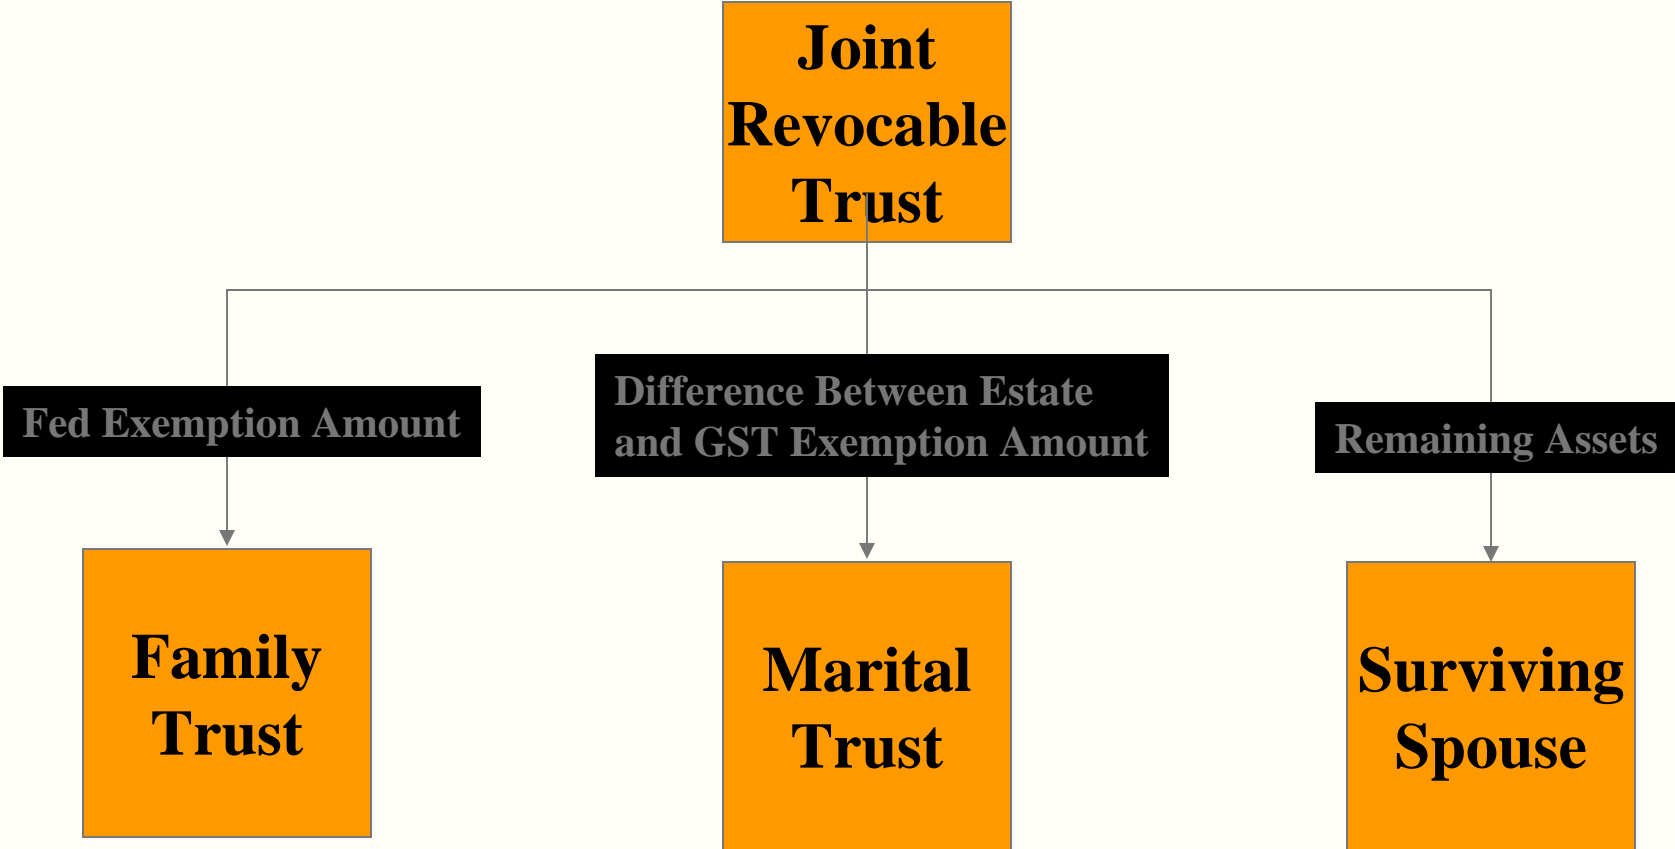 Joint
Revocable
Trust
Fed Exemption Amount
Difference Between Estate
and GST Exemption Amount
Remaining Assets
Family
Trust
Marital
Trust
Surviving
Spouse